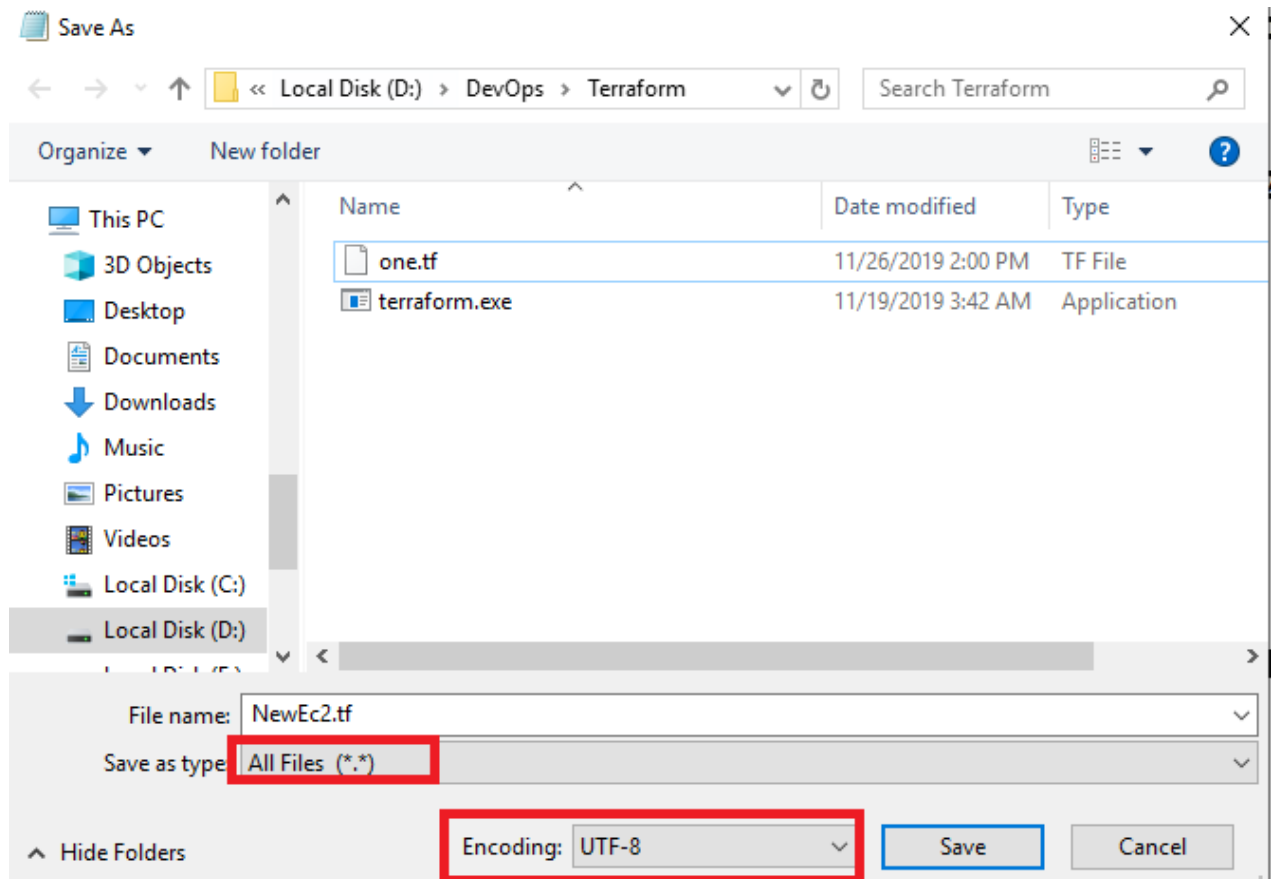 Save As
« Local Disk (D:) > DevOps > Terraform
Search Terraform
Organize
New folder
Name
Date modified
Type
This PC
3D Objects
Desktop
Documents
Downloads
Music
Pictures
Videos
Local Disk (C:)
Local Disk (D:)
one.tf 11/26/2019 2:00 PM TF File
terraform.exe 11/19/2019 3:42 AM Application
File name: NewEc2.tf
Save as type: All Files (*.*)
Hide Folders
Encoding: UTF-8
Save
Cancel